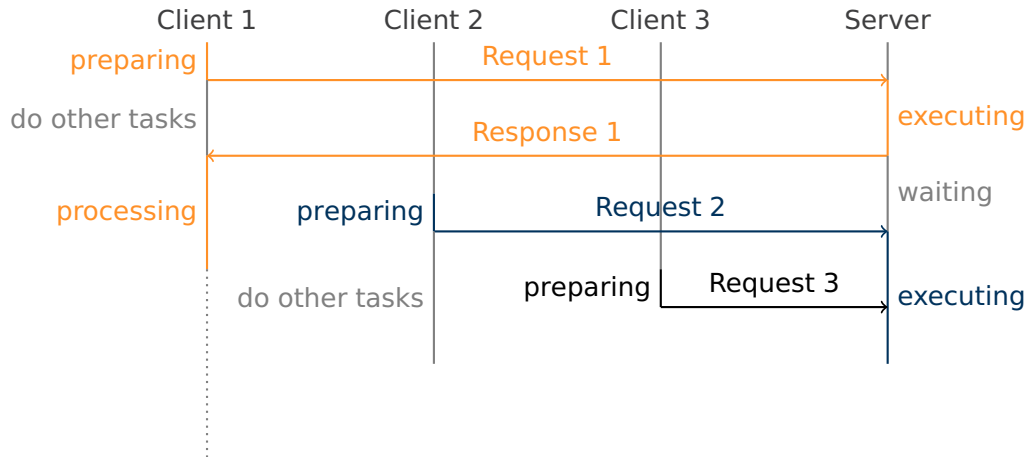 Client 1
Client 2
Client 3
Server
preparing
Request 1
do other tasks
executing
Response 1
waiting
processing
preparing
Request 2
do other tasks
preparing
Request 3
executing